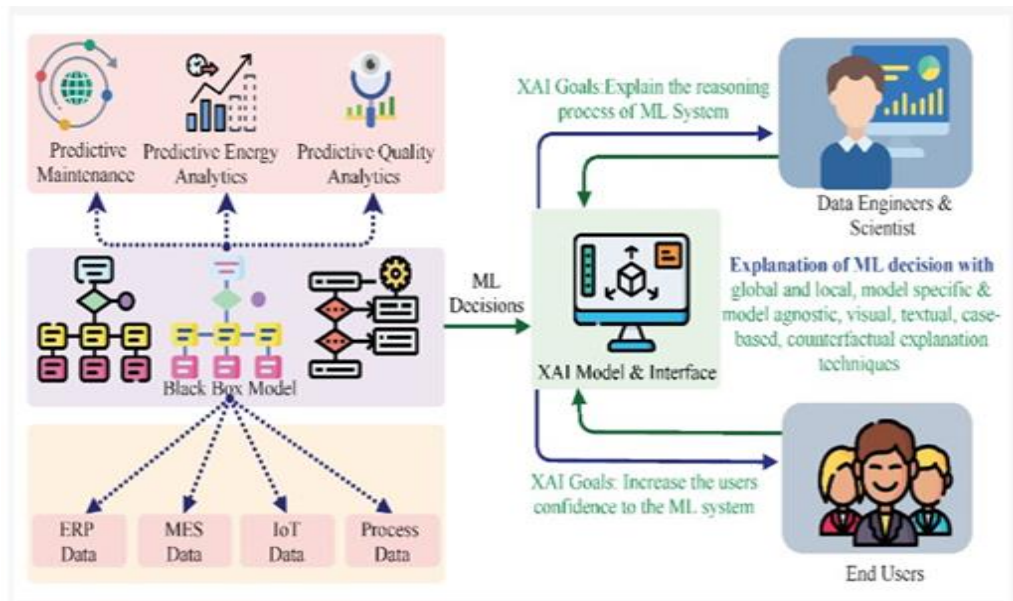 Predictive
Maintenance
Predictive Energy
Analytics
Predictive Quality
Analytics
Black Box Model
ERP
Data
MES
Data
IoT
Data
Process
Data
ML
Decisions
XAI Goals:Explain the reasoning
process of ML System
XAI Model & Interface
XAI Goals: Increase the users
confidence to the ML system
Data Engineers &
Scientist
Explanation of ML decision with
global and local, model specific &
model agnostic, visual, textual, case-
based, counterfactual explanation
techniques
End Users